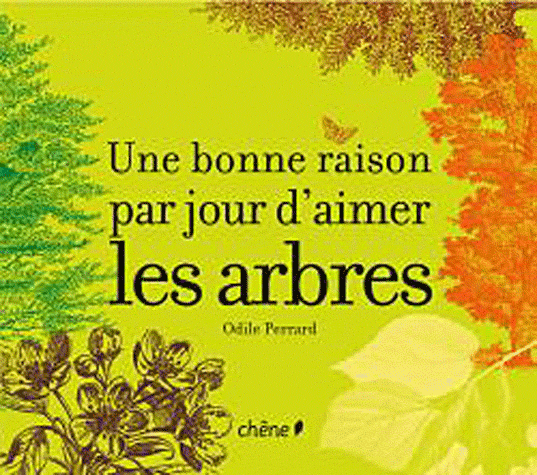 Une bonne raison
par jour d'aimer
les arbres
Odile Perrard
chêne